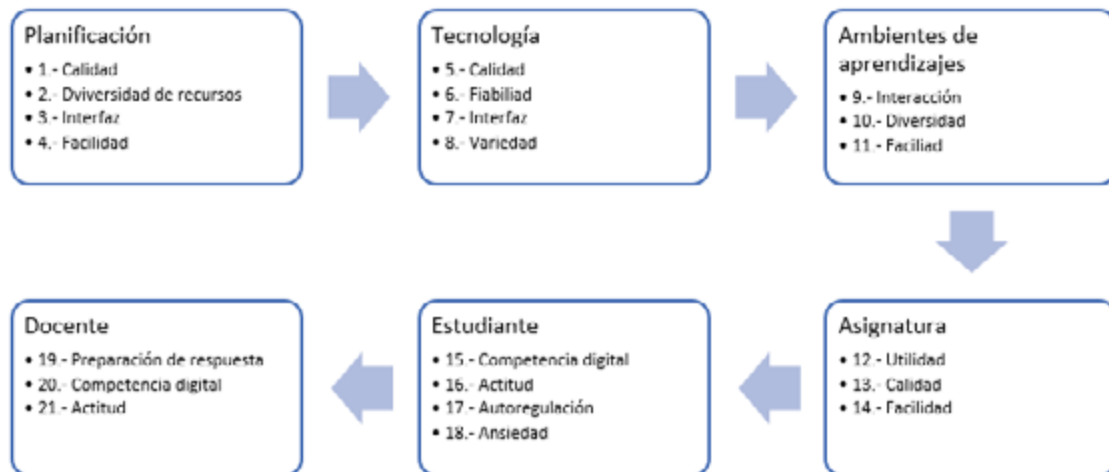 Planificación
• 1.- Calidad
• 2.- Dviversidad de recursos
• 3.- Interfaz
• 4.- Facilidad
Tecnología
• 5.- Calidad
• 6.- Fiabiliad
• 7.- Interfaz
• 8.- Variedad
Ambientes de
aprendizajes
• 9.- Interacción
• 10.- Diversidad
• 11.- Faciliad
Asignatura
• 12.- Utilidad
• 13.- Calidad
• 14.- Facilidad
Estudiante
• 15.- Competencia digital
• 16.- Actitud
• 17.- Autoregulación
• 18.- Ansiedad
Docente
• 19.- Preparación de respuesta
• 20.- Competencia digital
• 21.- Actitud